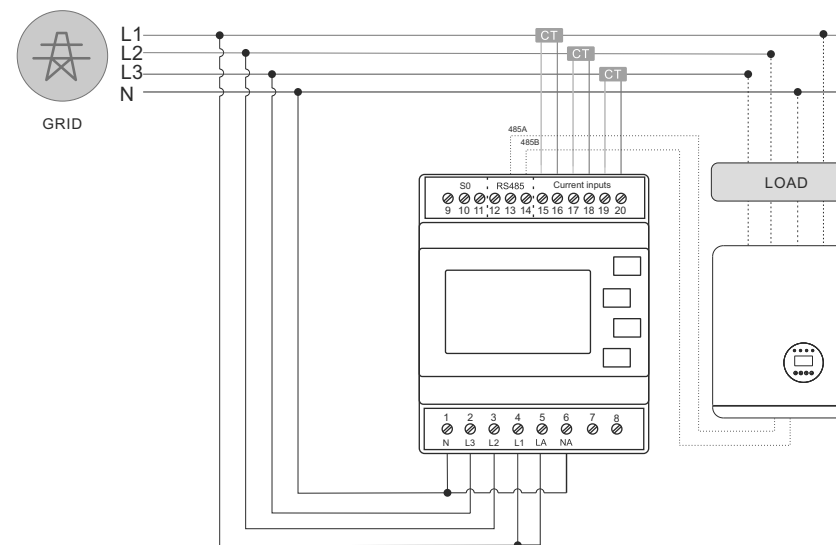 L1
L2
L3
N
GRID
CT
CT
CT
485A
485B
S0 RS485 Current inputs
9 10 11 12 13 14 15 16 17 18 19 20
LOAD
1 2 3 4 5 6 7 8
N L3 L2 L1 LA NA